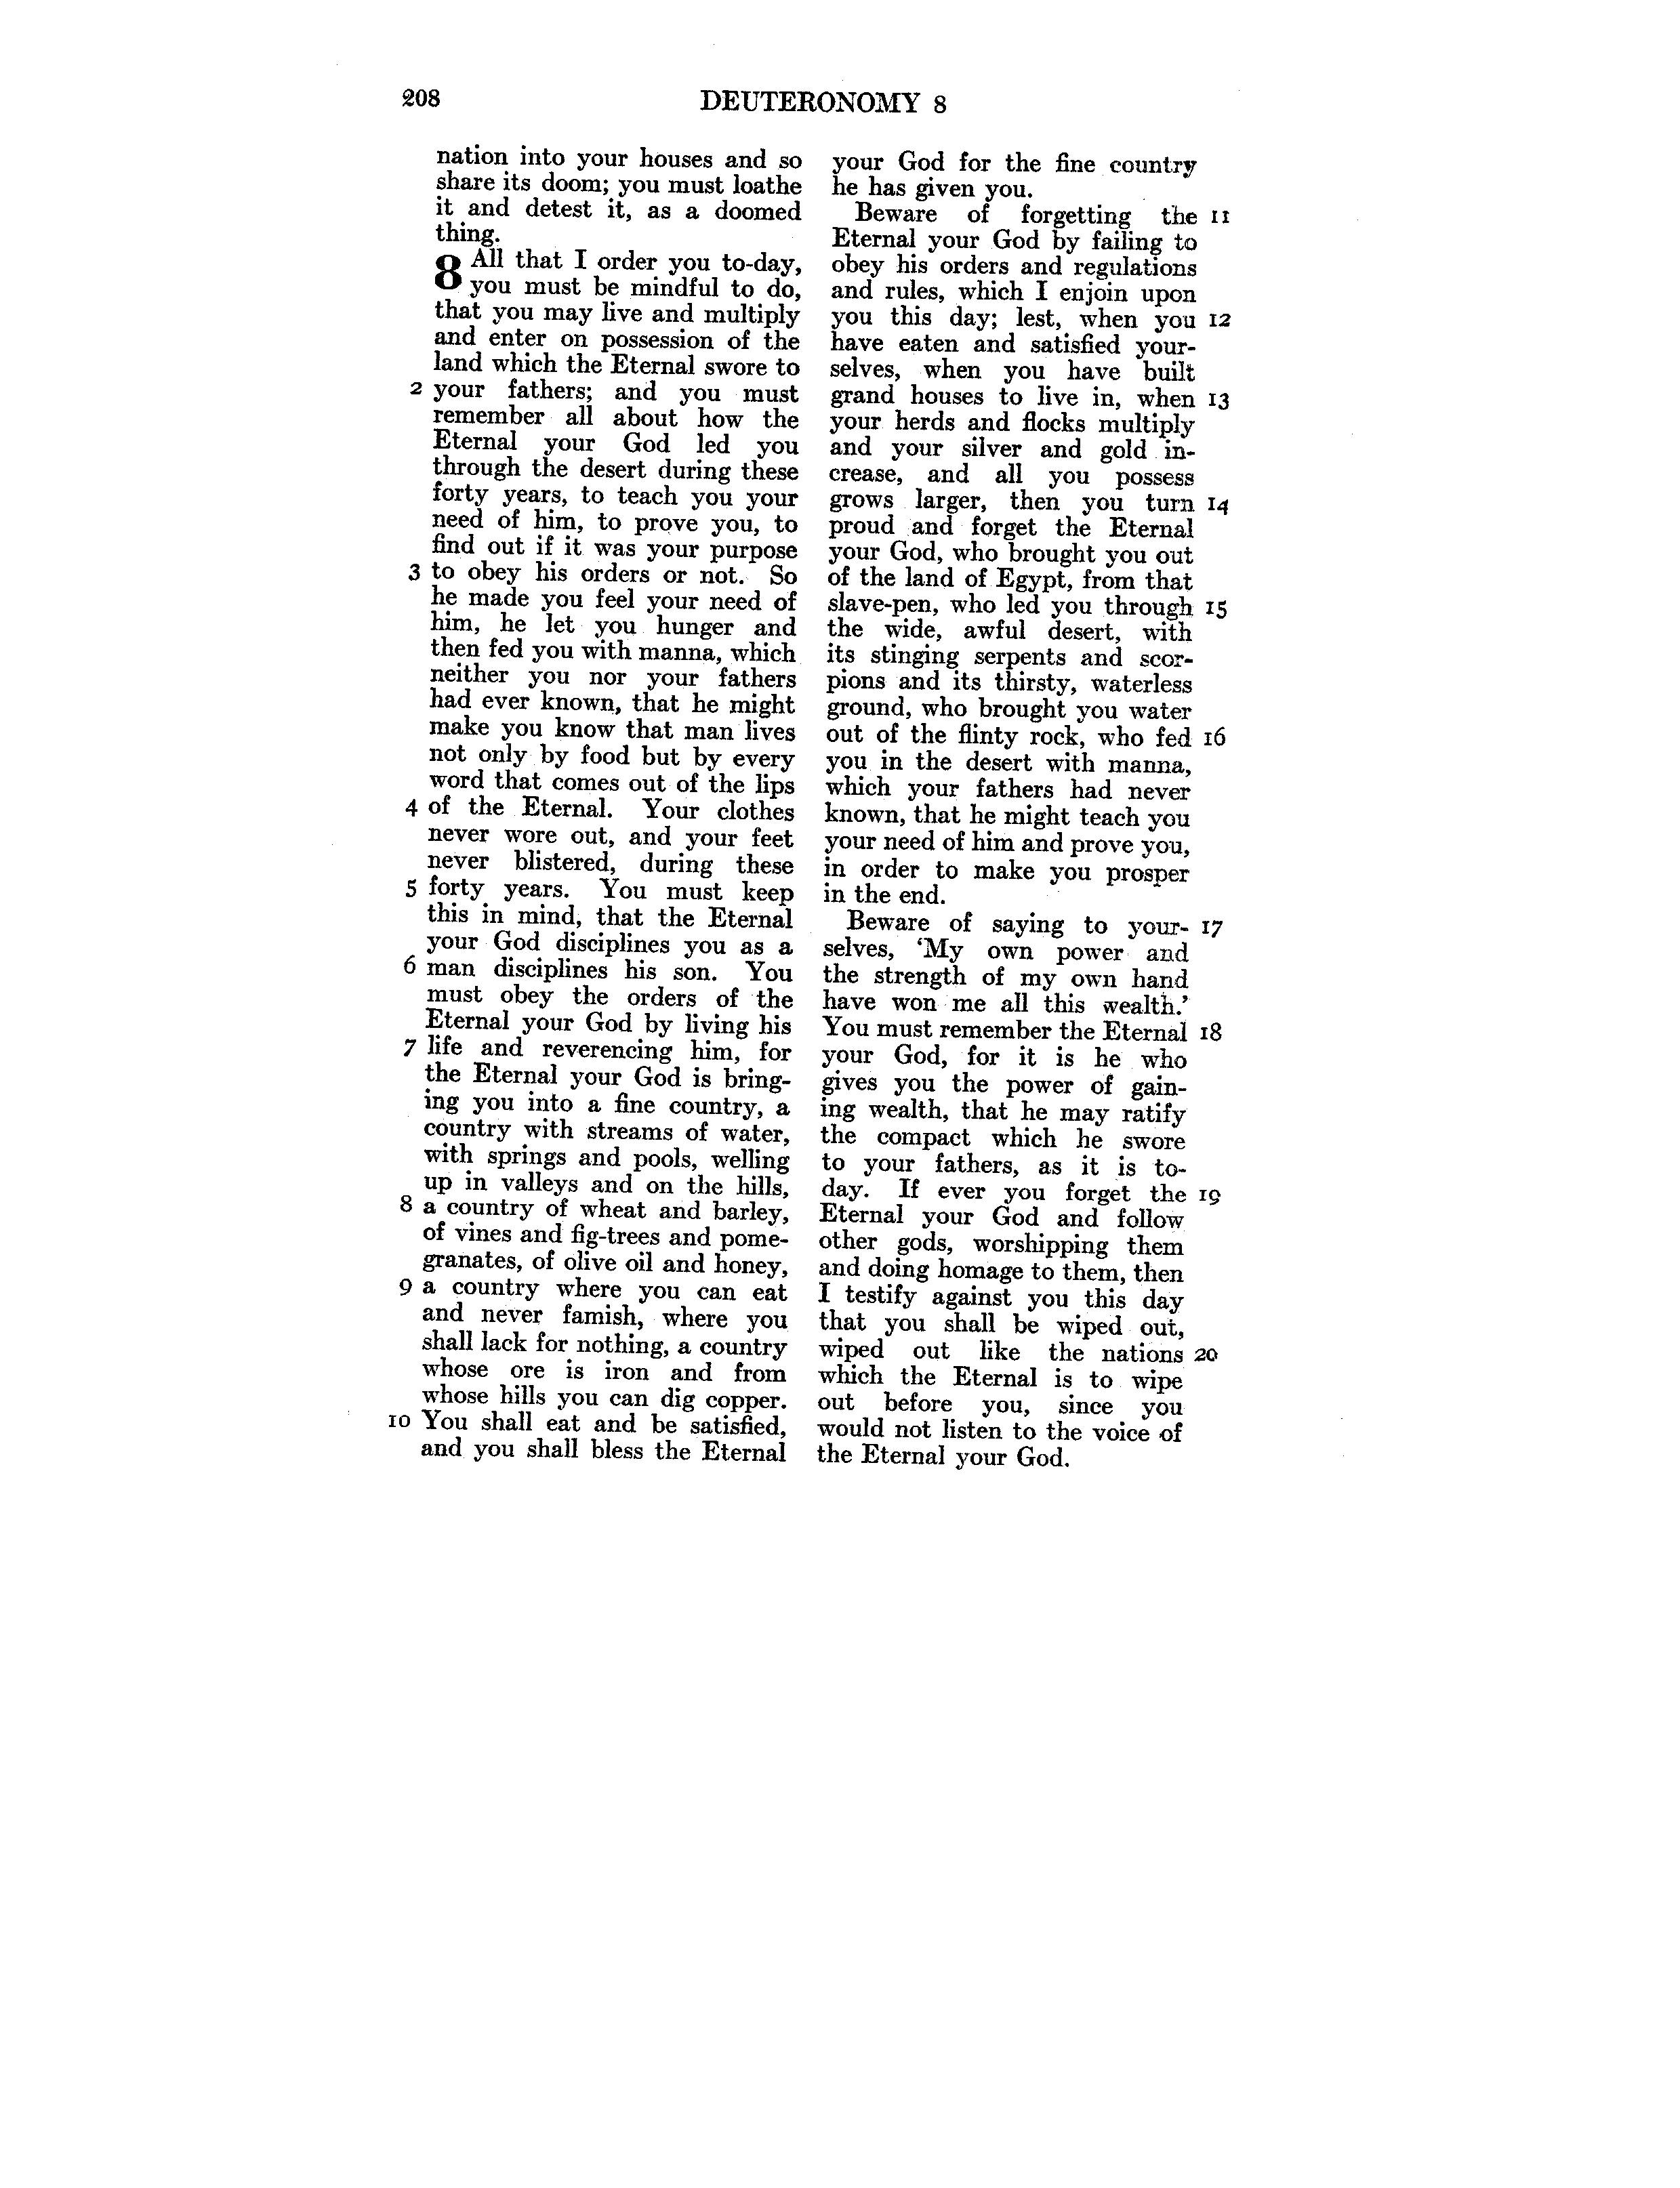 208
DEUTERONOMY 8
nation into your houses and so
share its doom; you must loathe
it and detest it, as a doomed
thing.
8 All that I order you to-day,
you must be mindful to do,
that you may live and multiply
and enter on possession of the
land which the Eternal swore to
2 your fathers; and you must
remember all about how the
Eternal your God led you
through the desert during these
forty years, to teach you your
need of him, to prove you, to
find out if it was your purpose
3 to obey his orders or not. So
he made you feel your need of
him, he let you hunger and
then fed you with manna, which
neither you nor your fathers
had ever known, that he might
make you know that man lives
not only by food but by every
word that comes out of the lips
4 of the Eternal. Your clothes
never wore out, and your feet
never blistered, during these
5 forty years. You must keep
this in mind, that the Eternal
your God disciplines you as a
6 man disciplines his son. You
must obey the orders of the
Eternal your God by living his
7 life and reverencing him, for
the Eternal your God is bring-
ing you into a fine country, a
country with streams of water,
with springs and pools, welling
up in valleys and on the hills,
8 a country of wheat and barley,
of vines and fig-trees and pome-
granates, of olive oil and honey,
9 a country where you can eat
and never famish, where you
shall lack for nothing, a country
whose ore is iron and from
whose hills you can dig copper.
10 You shall eat and be satisfied,
and you shall bless the Eternal
your God for the fine country
he has given you.
Beware of forgetting the 11
Eternal your God by failing to
obey his orders and regulations
and rules, which I enjoin upon
you this day; lest, when you 12
have eaten and satisfied your-
selves, when you have built
grand houses to live in, when 13
your herds and flocks multiply
and your silver and gold in-
crease, and all you possess
grows larger, then you turn 14
proud and forget the Eternal
your God, who brought you out
of the land of Egypt, from that
slave-pen, who led you through 15
the wide, awful desert, with
its stinging serpents and scor-
pions and its thirsty, waterless
ground, who brought you water
out of the flinty rock, who fed 16
you in the desert with manna,
which your fathers had never
known, that he might teach you
your need of him and prove you,
in order to make you prosper
in the end.
Beware of saying to your- 17
selves, ‘My own power and
the strength of my own hand
have won me all this wealth.’
You must remember the Eternal 18
your God, for it is he who
gives you the power of gain-
ing wealth, that he may ratify
the compact which he swore
to your fathers, as it is to-
day. If ever you forget the 19
Eternal your God and follow
other gods, worshipping them
and doing homage to them, then
I testify against you this day
that you shall be wiped out,
wiped out like the nations 20
which the Eternal is to wipe
out before you, since you
would not listen to the voice of
the Eternal your God.